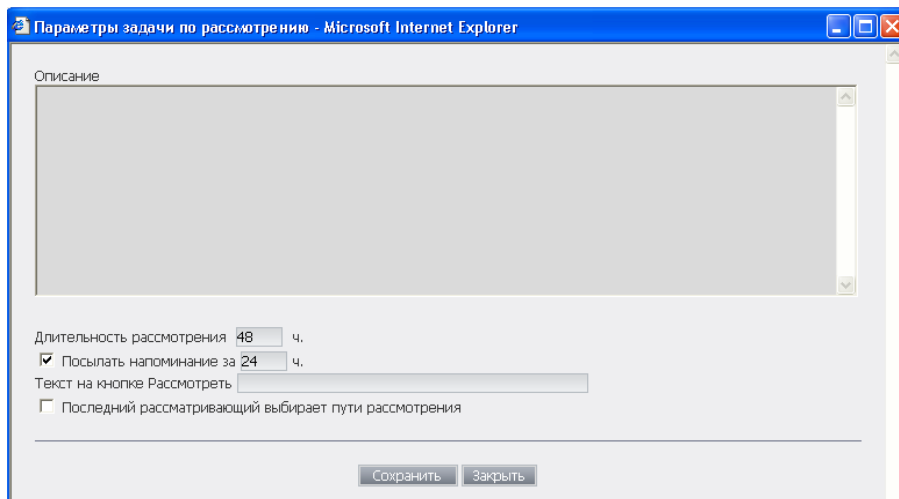 Параметры задачи по рассмотрению - Microsoft Internet Explorer
Описание
Длительность рассмотрения 48 ч.
Посылать напоминание за 24 ч.
Текст на кнопке Рассмотреть
Последний рассматривающий выбирает пути рассмотрения
Сохранить Закрыть